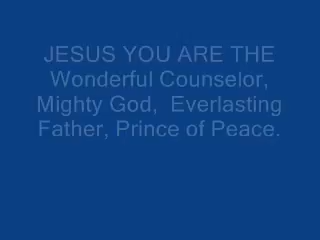 JESUS YOU ARE THE
Wonderful Counselor,
Mighty God,  Everlasting
Father, Prince of Peace.